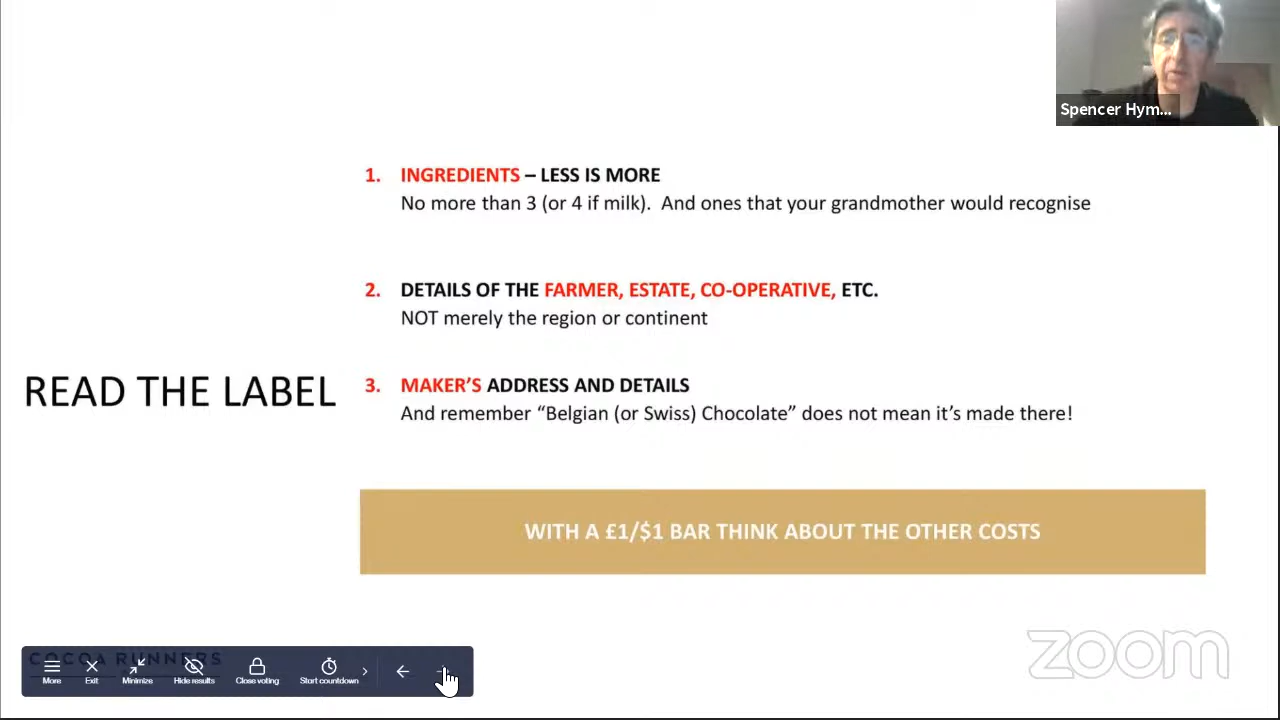 Spencer Hym...
1. INGREDIENTS – LESS IS MORE
No more than 3 (or 4 if milk). And ones that your grandmother would recognise
2. DETAILS OF THE FARMER, ESTATE, CO-OPERATIVE, ETC.
NOT merely the region or continent
READ THE LABEL
3. MAKER'S ADDRESS AND DETAILS
And remember “Belgian (or Swiss) Chocolate” does not mean it's made there!
WITH A £1/$1 BAR THINK ABOUT THE OTHER COSTS
zoom
COCOA RUNNERS
More Exit Minimize Hide results Close voting Start countdown